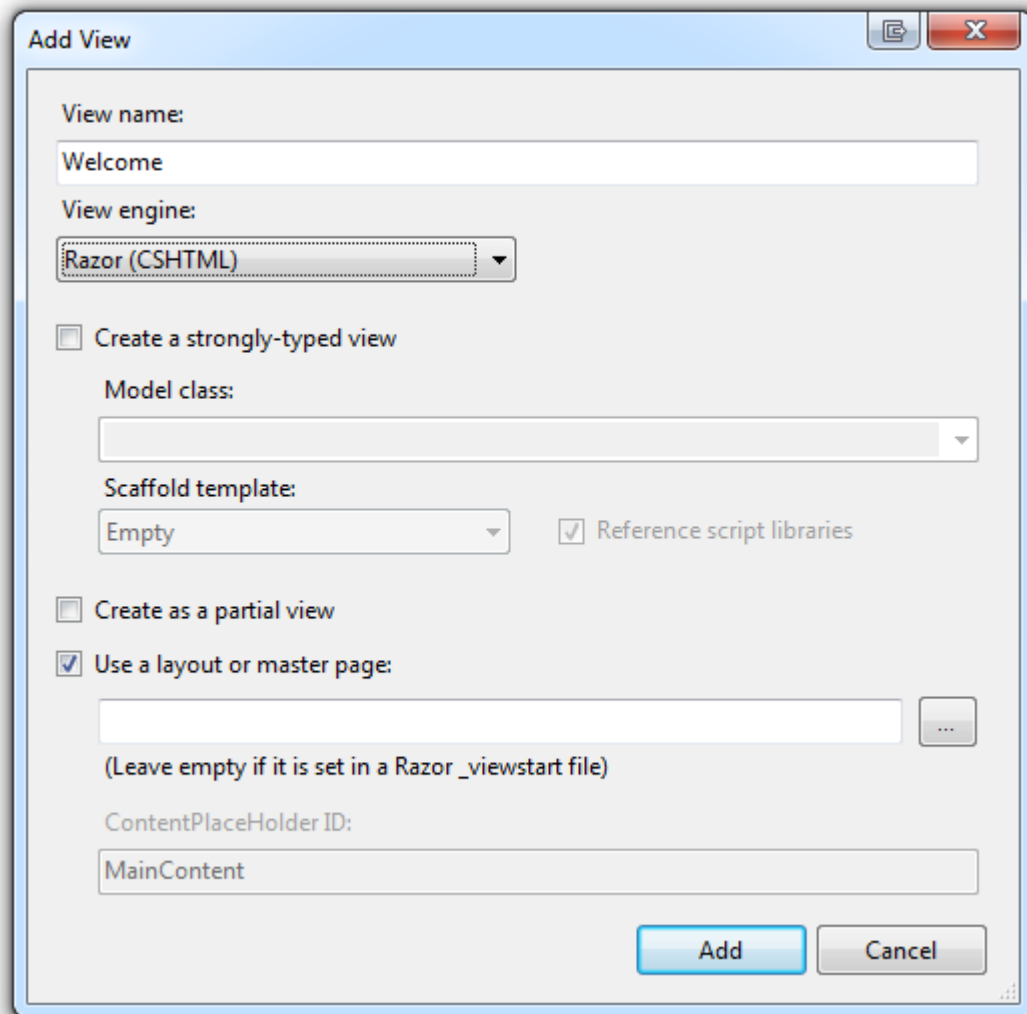 Add View
View name:
Welcome
View engine:
Razor (CSHTML)
Create a strongly-typed view
Model class:
Scaffold template:
Empty
Reference script libraries
Create as a partial view
Use a layout or master page:
...
(Leave empty if it is set in a Razor _viewstart file)
ContentPlaceHolder ID:
MainContent
Add
Cancel